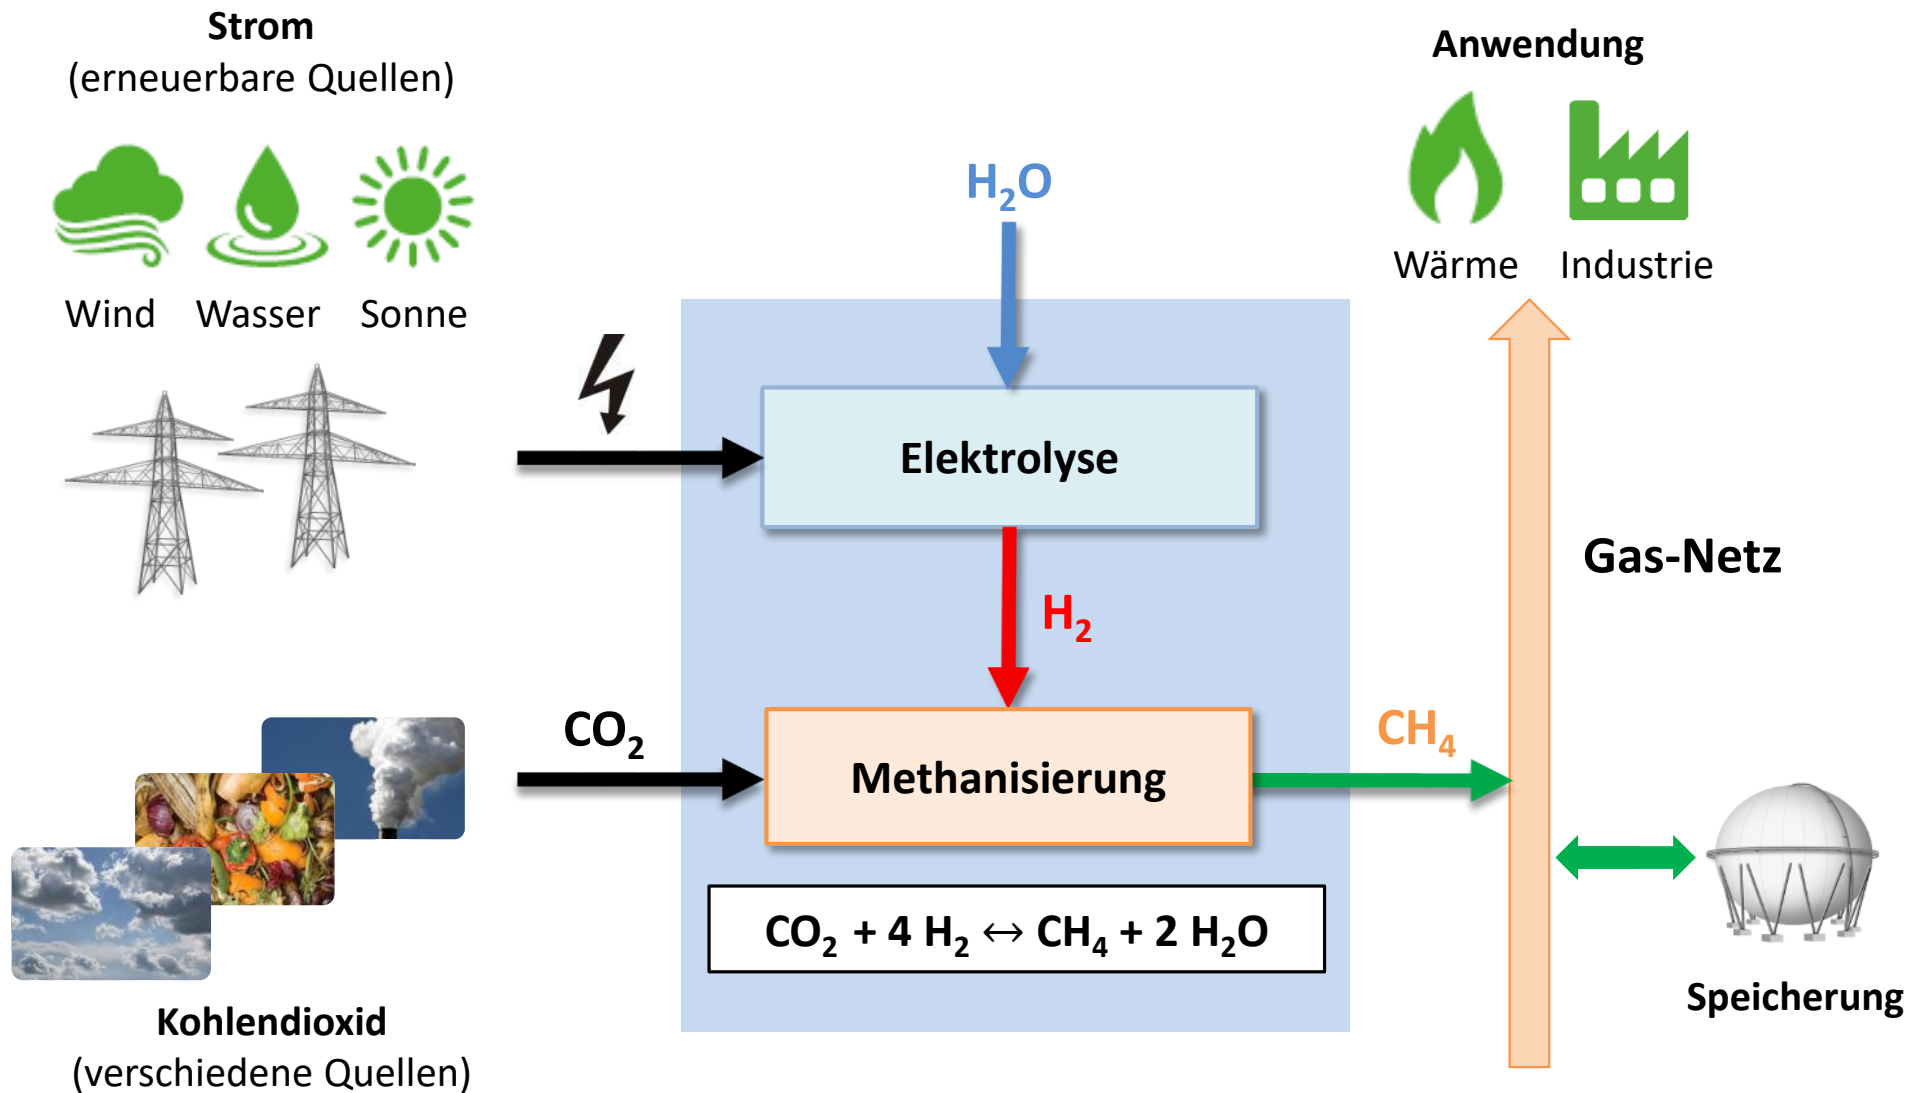 Strom
(erneuerbare Quellen)
Wind Wasser Sonne
H₂O
Anwendung
Wärme Industrie
Elektrolyse
H₂
Gas-Netz
CO₂
Methanisierung
CH₄
CO₂ + 4 H₂ ↔ CH₄ + 2 H₂O
Speicherung
Kohlendioxid
(verschiedene Quellen)